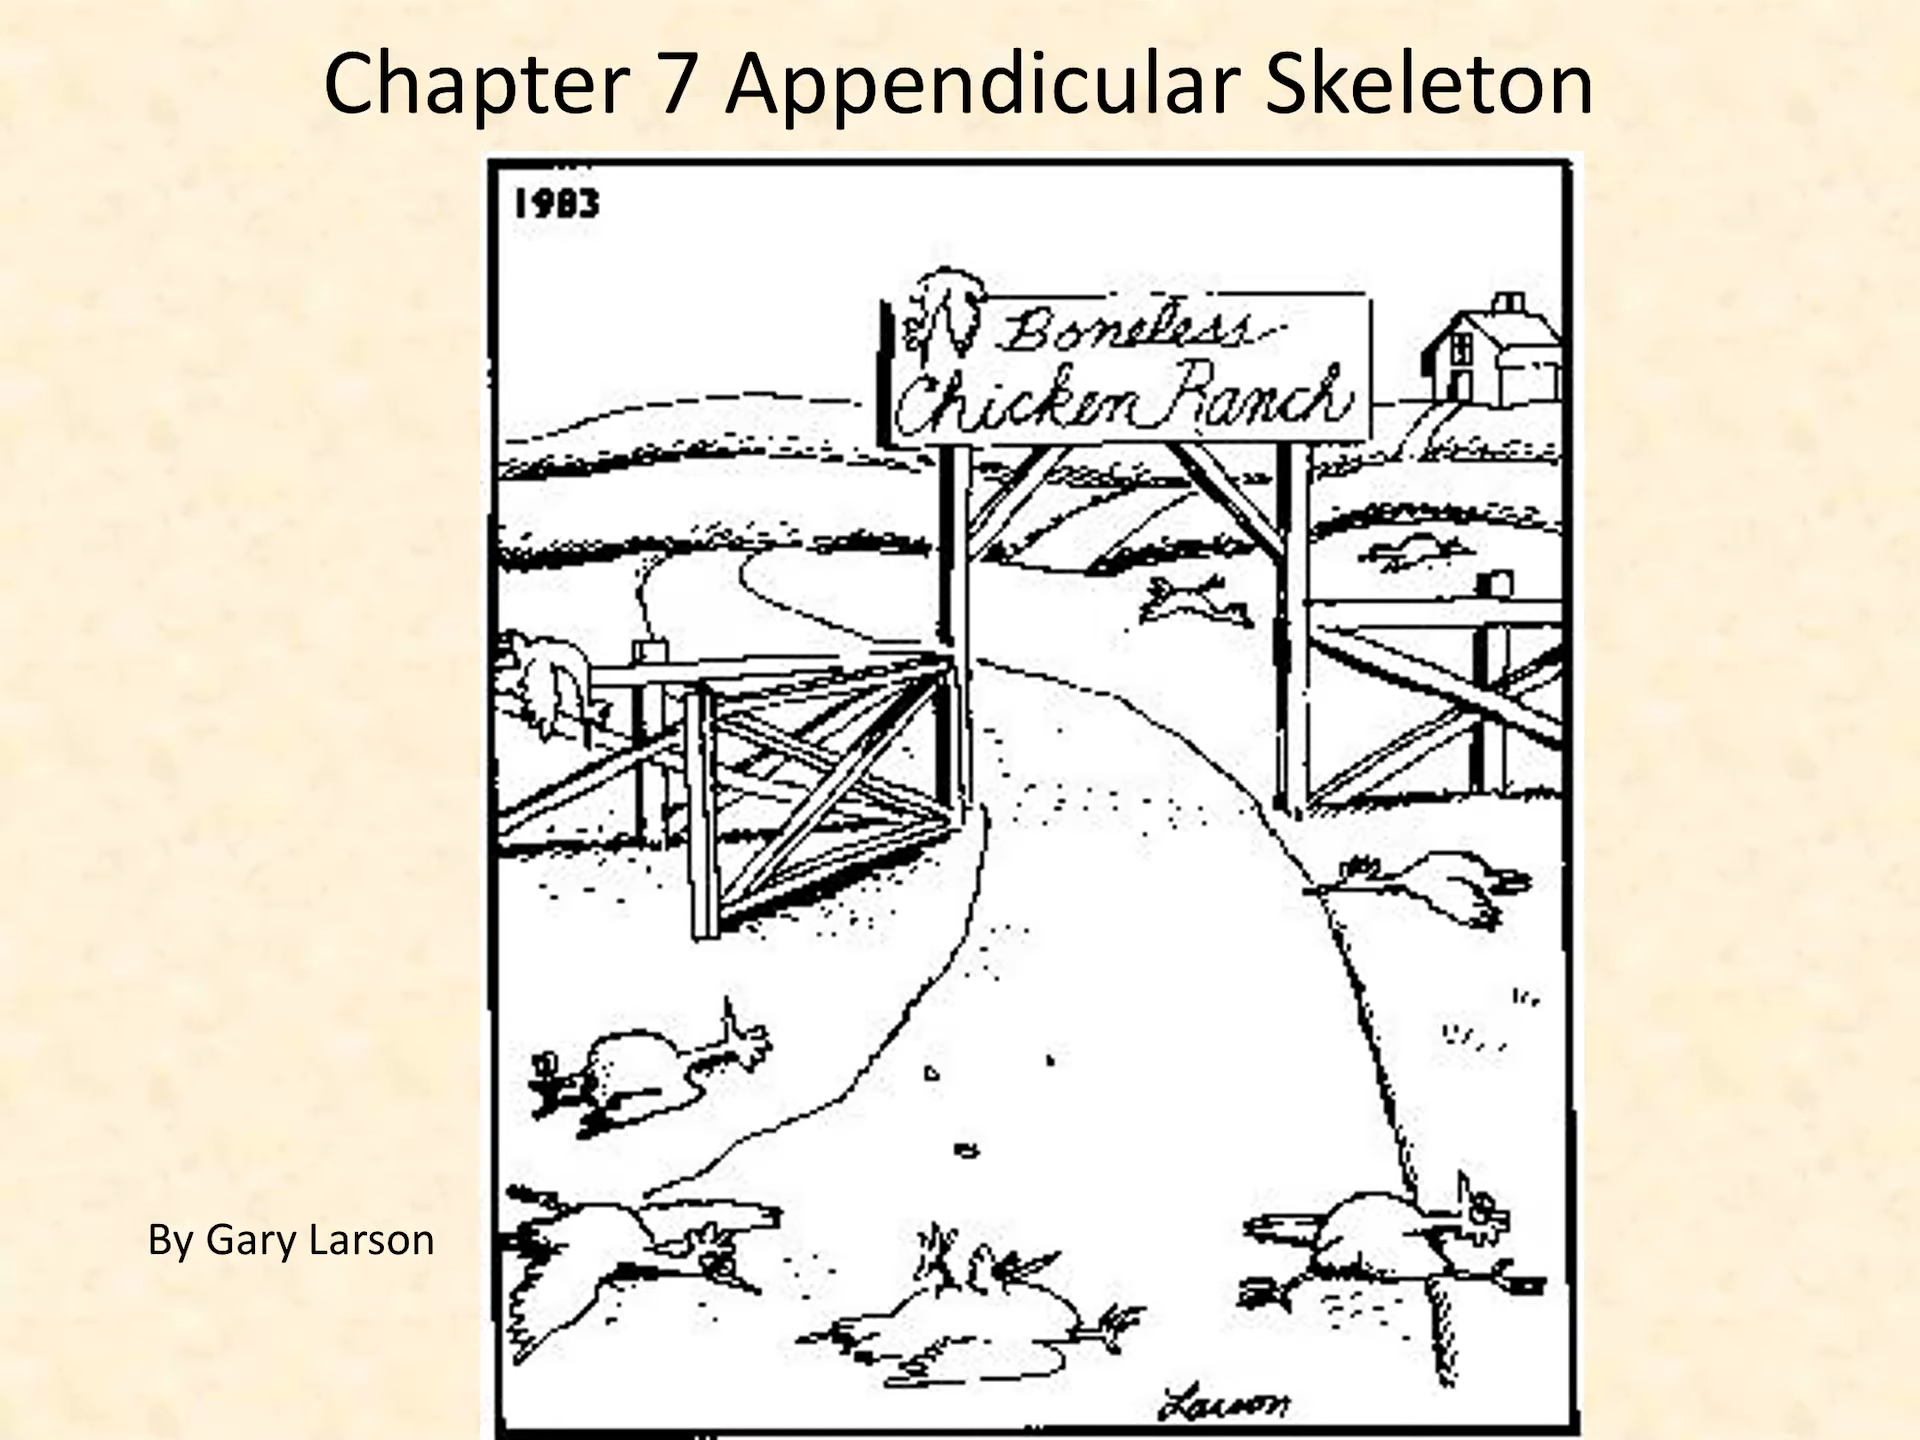 Chapter 7 Appendicular Skeleton
1983
Boneless
Chicken Ranch
By Gary Larson
Larson